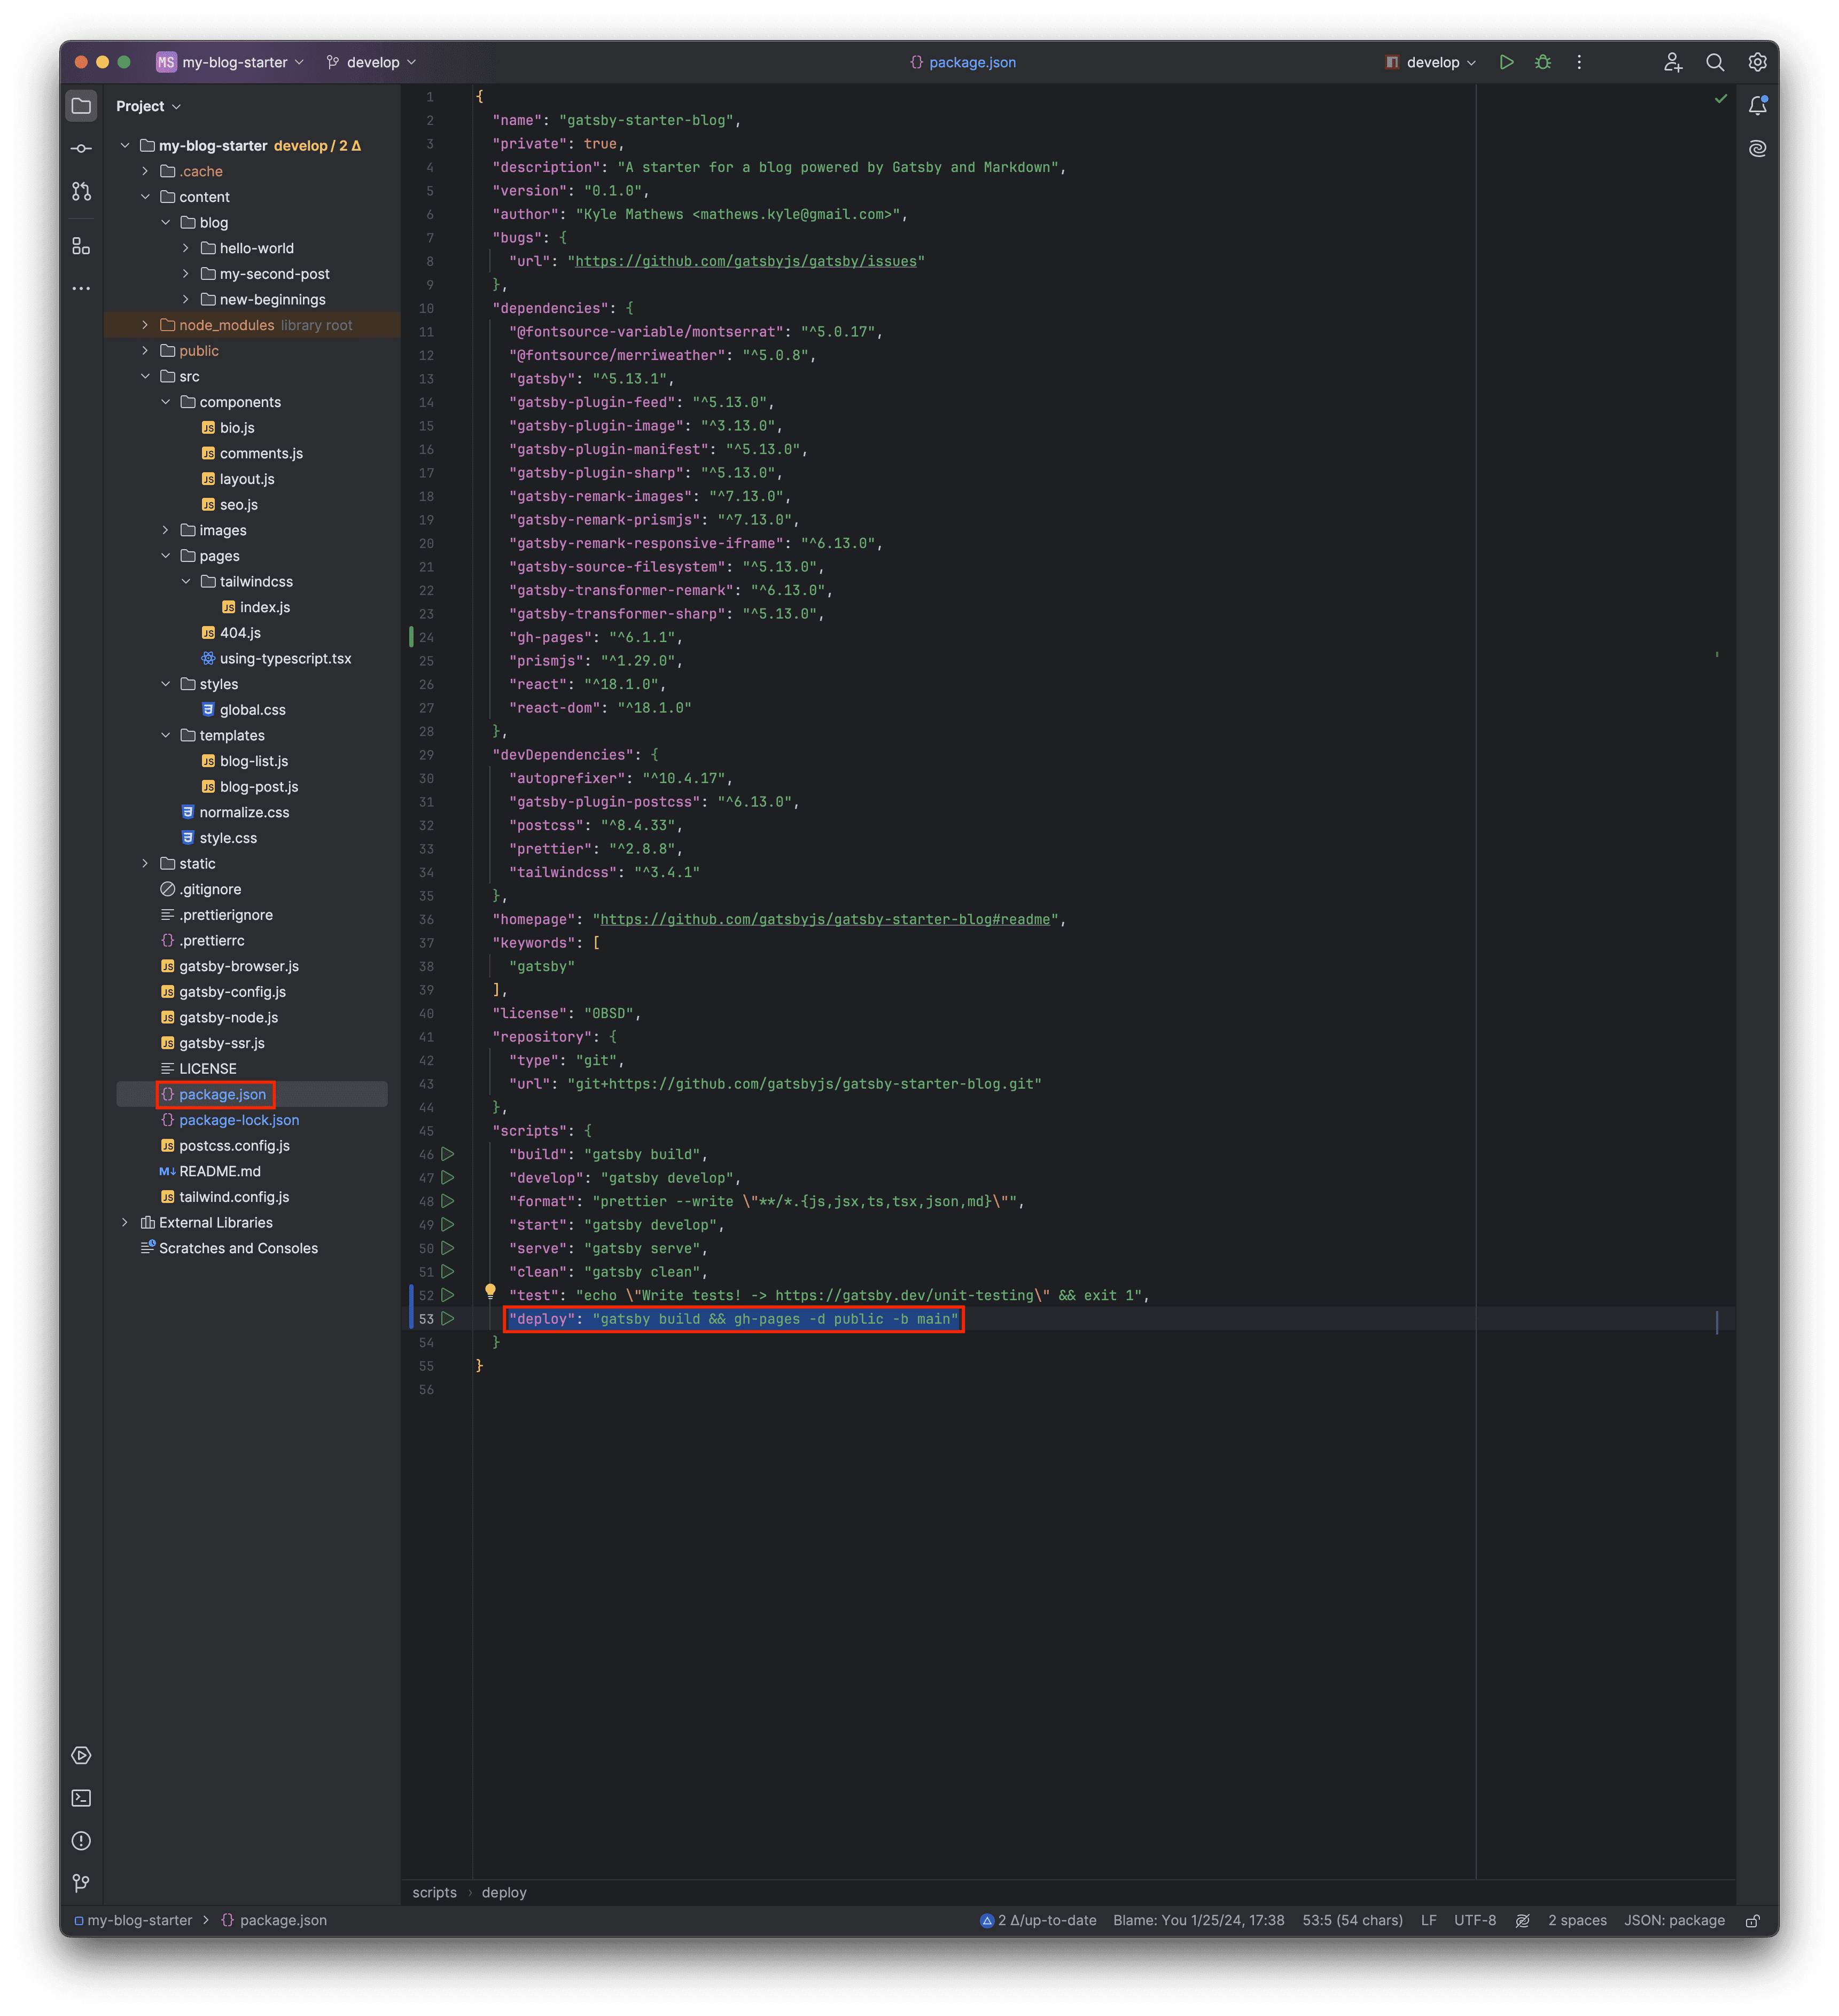 MS my-blog-starter develop
package.json
develop
Project
my-blog-starter develop / 2 Δ
.cache
content
blog
hello-world
my-second-post
new-beginnings
node_modules library root
public
src
components
JS bio.js
JS comments.js
JS layout.js
JS seo.js
images
pages
tailwindcss
JS index.js
JS 404.js
using-typescript.tsx
styles
global.css
templates
JS blog-list.js
JS blog-post.js
normalize.css
style.css
static
.gitignore
.prettierignore
{} .prettierrc
JS gatsby-browser.js
JS gatsby-config.js
JS gatsby-node.js
JS gatsby-ssr.js
LICENSE
{} package.json
{} package-lock.json
JS postcss.config.js
M↓ README.md
JS tailwind.config.js
External Libraries
Scratches and Consoles
1 {
2 "name": "gatsby-starter-blog",
3 "private": true,
4 "description": "A starter for a blog powered by Gatsby and Markdown",
5 "version": "0.1.0",
6 "author": "Kyle Mathews <mathews.kyle@gmail.com>",
7 "bugs": {
8 "url": "https://github.com/gatsbyjs/gatsby/issues"
9 },
10 "dependencies": {
11 "@fontsource-variable/montserrat": "^5.0.17",
12 "@fontsource/merriweather": "^5.0.8",
13 "gatsby": "^5.13.1",
14 "gatsby-plugin-feed": "^5.13.0",
15 "gatsby-plugin-image": "^3.13.0",
16 "gatsby-plugin-manifest": "^5.13.0",
17 "gatsby-plugin-sharp": "^5.13.0",
18 "gatsby-remark-images": "^7.13.0",
19 "gatsby-remark-prismjs": "^7.13.0",
20 "gatsby-remark-responsive-iframe": "^6.13.0",
21 "gatsby-source-filesystem": "^5.13.0",
22 "gatsby-transformer-remark": "^6.13.0",
23 "gatsby-transformer-sharp": "^5.13.0",
24 "gh-pages": "^6.1.1",
25 "prismjs": "^1.29.0",
26 "react": "^18.1.0",
27 "react-dom": "^18.1.0"
28 },
29 "devDependencies": {
30 "autoprefixer": "^10.4.17",
31 "gatsby-plugin-postcss": "^6.13.0",
32 "postcss": "^8.4.33",
33 "prettier": "^2.8.8",
34 "tailwindcss": "^3.4.1"
35 },
36 "homepage": "https://github.com/gatsbyjs/gatsby-starter-blog#readme",
37 "keywords": [
38 "gatsby"
39 ],
40 "license": "0BSD",
41 "repository": {
42 "type": "git",
43 "url": "git+https://github.com/gatsbyjs/gatsby-starter-blog.git"
44 },
45 "scripts": {
46 "build": "gatsby build",
47 "develop": "gatsby develop",
48 "format": "prettier --write \"**/*.{js,jsx,ts,tsx,json,md}\"",
49 "start": "gatsby develop",
50 "serve": "gatsby serve",
51 "clean": "gatsby clean",
52 "test": "echo \"Write tests! -> https://gatsby.dev/unit-testing\" && exit 1",
53 "deploy": "gatsby build && gh-pages -d public -b main"
54 }
55 }
56
scripts › deploy
my-blog-starter > {} package.json
2 Δ/up-to-date Blame: You 1/25/24, 17:38 53:5 (54 chars) LF UTF-8 2 spaces JSON: package